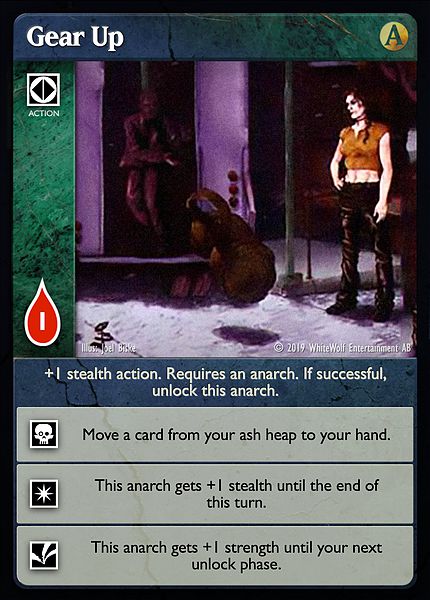 Gear Up
A
ACTION
1
Illus: Joel Biske
© 2019 WhiteWolf Entertainment AB
+1 stealth action. Requires an anarch. If successful,
unlock this anarch.
Move a card from your ash heap to your hand.
This anarch gets +1 stealth until the end of
this turn.
This anarch gets +1 strength until your next
unlock phase.